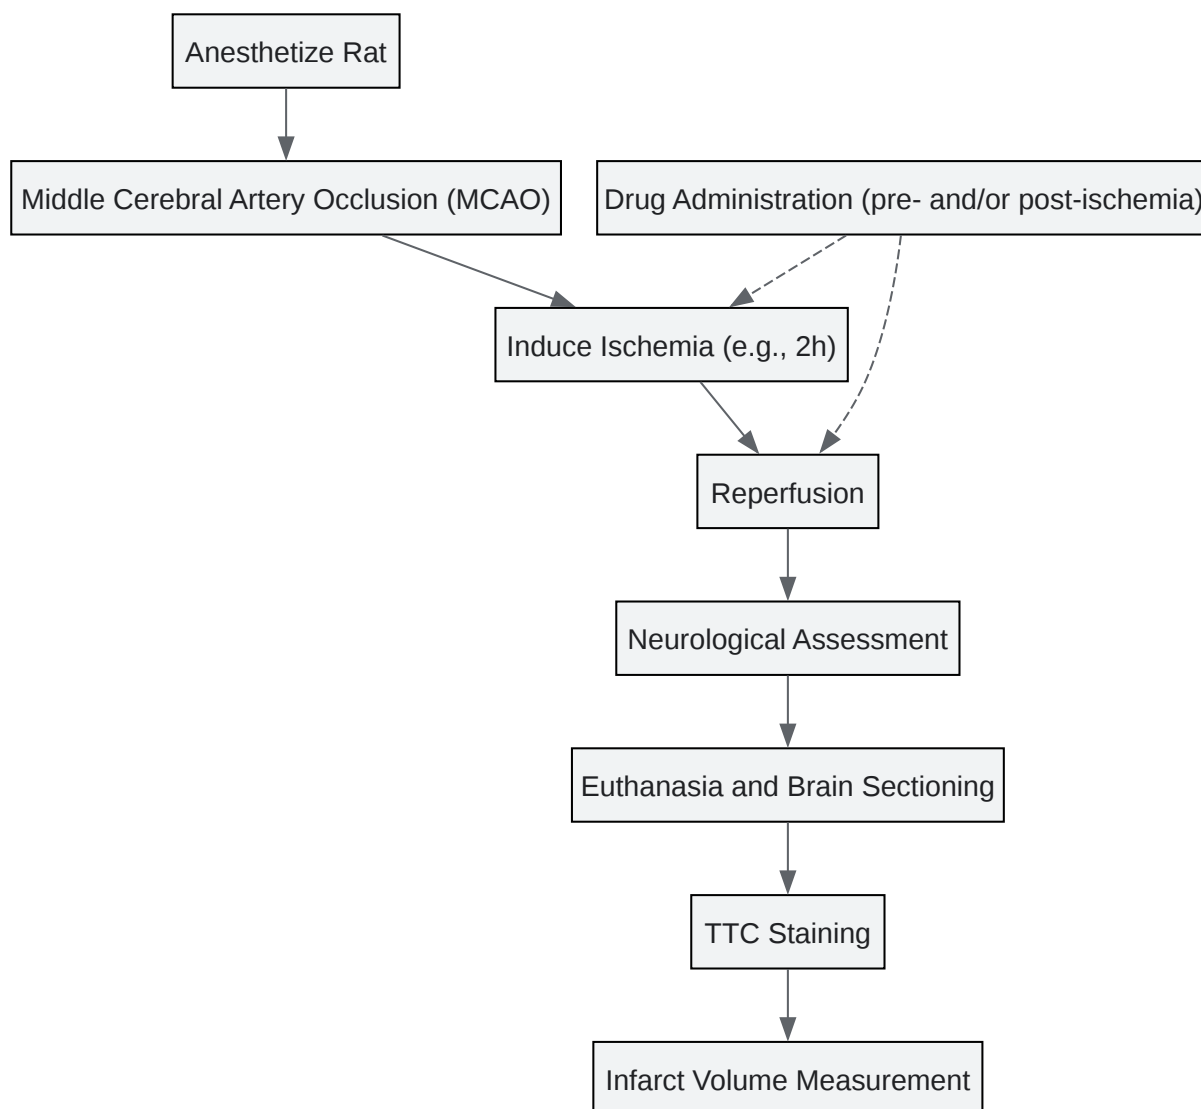 Anesthetize Rat
Middle Cerebral Artery Occlusion (MCAO)
Drug Administration (pre- and/or post-ischemia)
Induce Ischemia (e.g., 2h)
Reperfusion
Neurological Assessment
Euthanasia and Brain Sectioning
TTC Staining
Infarct Volume Measurement